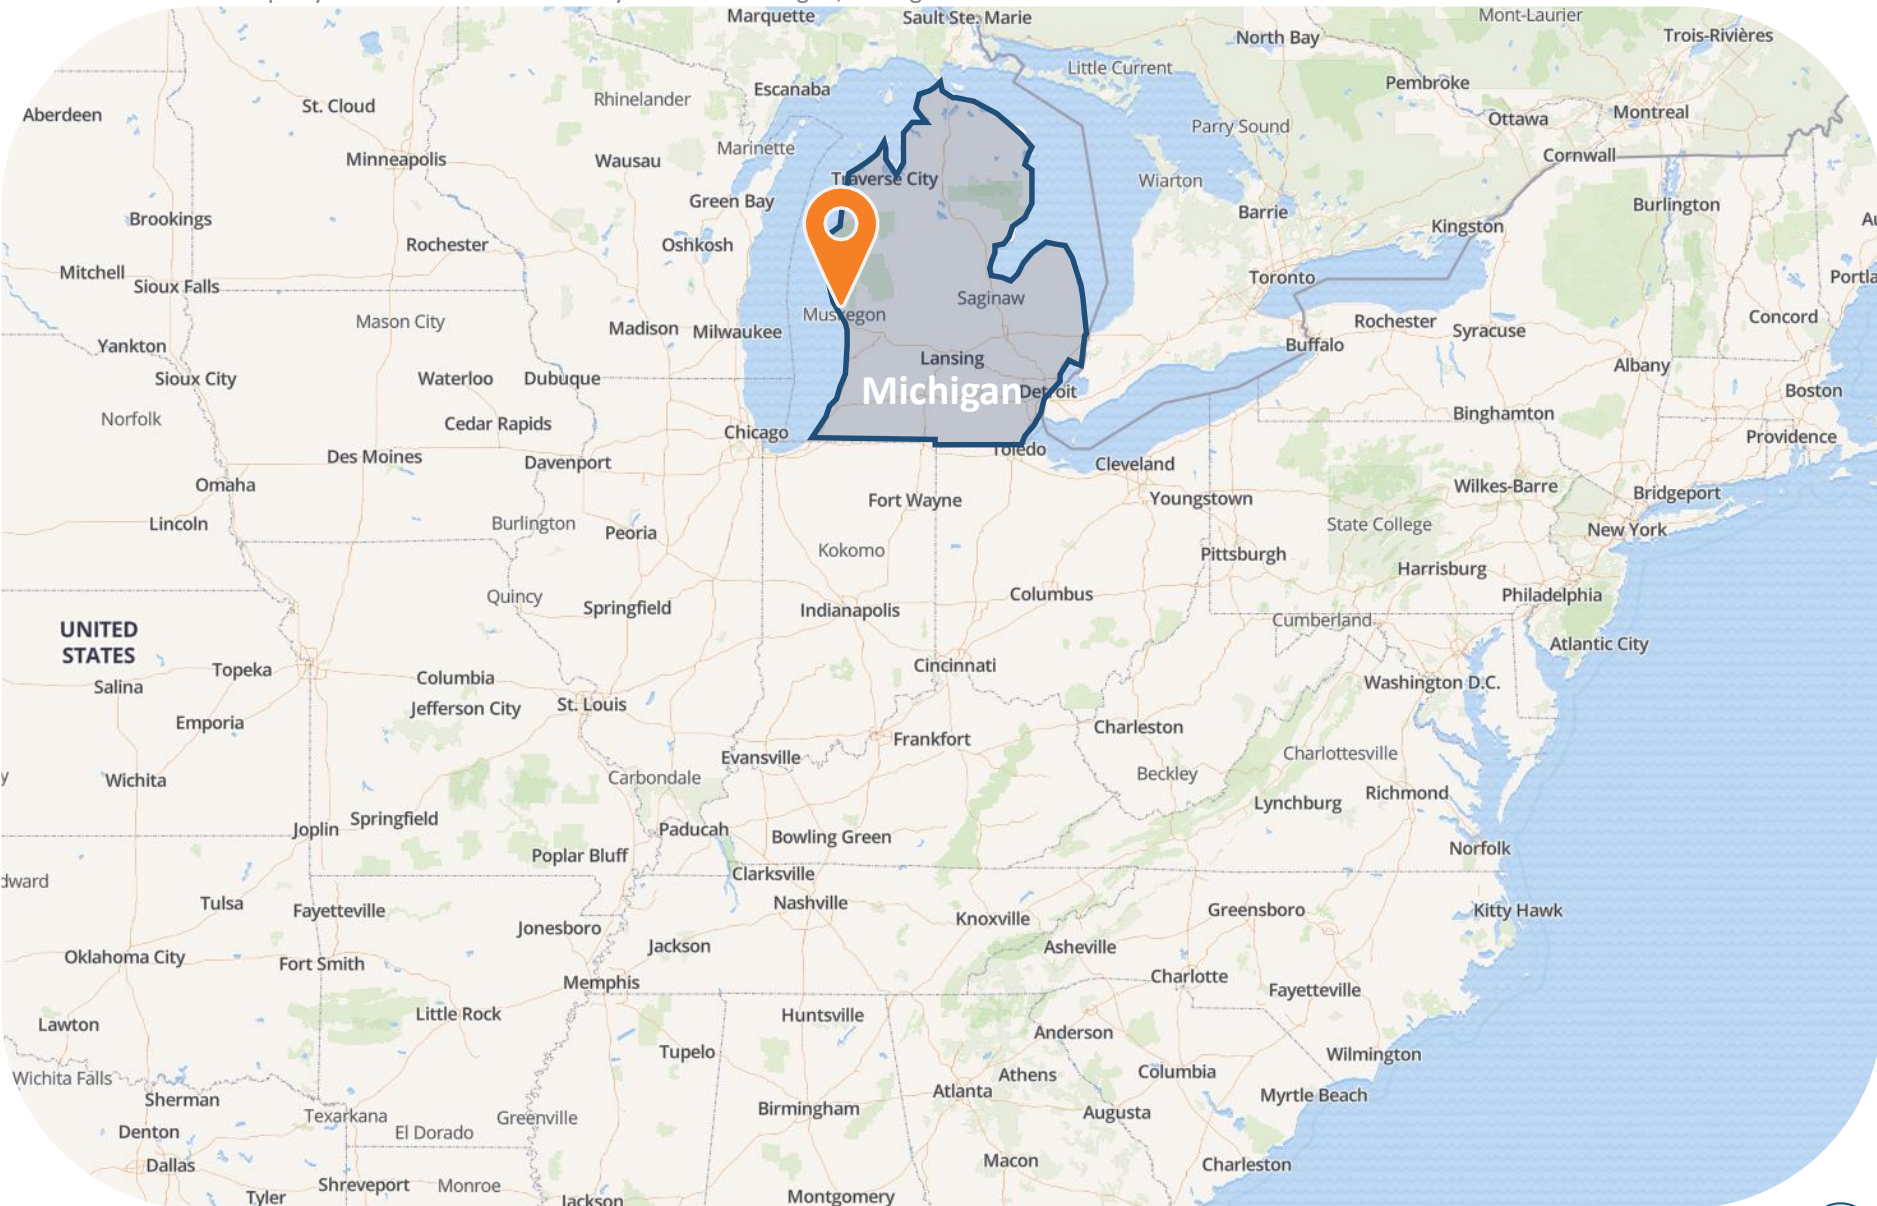 Marquette
Sault Ste. Marie
Mont-Laurier
North Bay
Trois-Rivières
Little Current
Escanaba
Pembroke
Rhinelander
St. Cloud
Aberdeen
Montreal
Ottawa
Parry Sound
Marinette
Minneapolis
Wausau
Cornwall
Traverse City
Wiarton
Green Bay
Burlington
Barrie
Brookings
Kingston
Rochester
Oshkosh
Mitchell
Sioux Falls
Toronto
Saginaw
Muskegon
Mason City
Madison
Milwaukee
Rochester
Syracuse
Concord
Yankton
Buffalo
Lansing
Albany
Sioux City
Waterloo
Dubuque
Michigan
Detroit
Boston
Norfolk
Cedar Rapids
Binghamton
Chicago
Providence
Toledo
Des Moines
Davenport
Cleveland
Omaha
Wilkes-Barre
Bridgeport
Fort Wayne
Youngstown
Lincoln
Burlington
Peoria
State College
New York
Kokomo
Pittsburgh
Harrisburg
Quincy
Springfield
Indianapolis
Columbus
Philadelphia
Cumberland
UNITED
STATES
Atlantic City
Topeka
Cincinnati
Salina
Columbia
Washington D.C.
Jefferson City
St. Louis
Emporia
Charleston
Frankfort
Evansville
Charlottesville
Wichita
Carbondale
Beckley
Richmond
Lynchburg
Joplin
Springfield
Paducah
Bowling Green
Poplar Bluff
Norfolk
Clarksville
Tulsa
Fayetteville
Nashville
Knoxville
Greensboro
Kitty Hawk
Jonesboro
Jackson
Asheville
Oklahoma City
Fort Smith
Memphis
Charlotte
Fayetteville
Little Rock
Huntsville
Lawton
Anderson
Tupelo
Wilmington
Wichita Falls
Athens
Columbia
Sherman
Atlanta
Myrtle Beach
Texarkana
Greenville
Birmingham
Augusta
Denton
El Dorado
Dallas
Macon
Charleston
Shreveport
Monroe
Tyler
Jackson
Montgomery